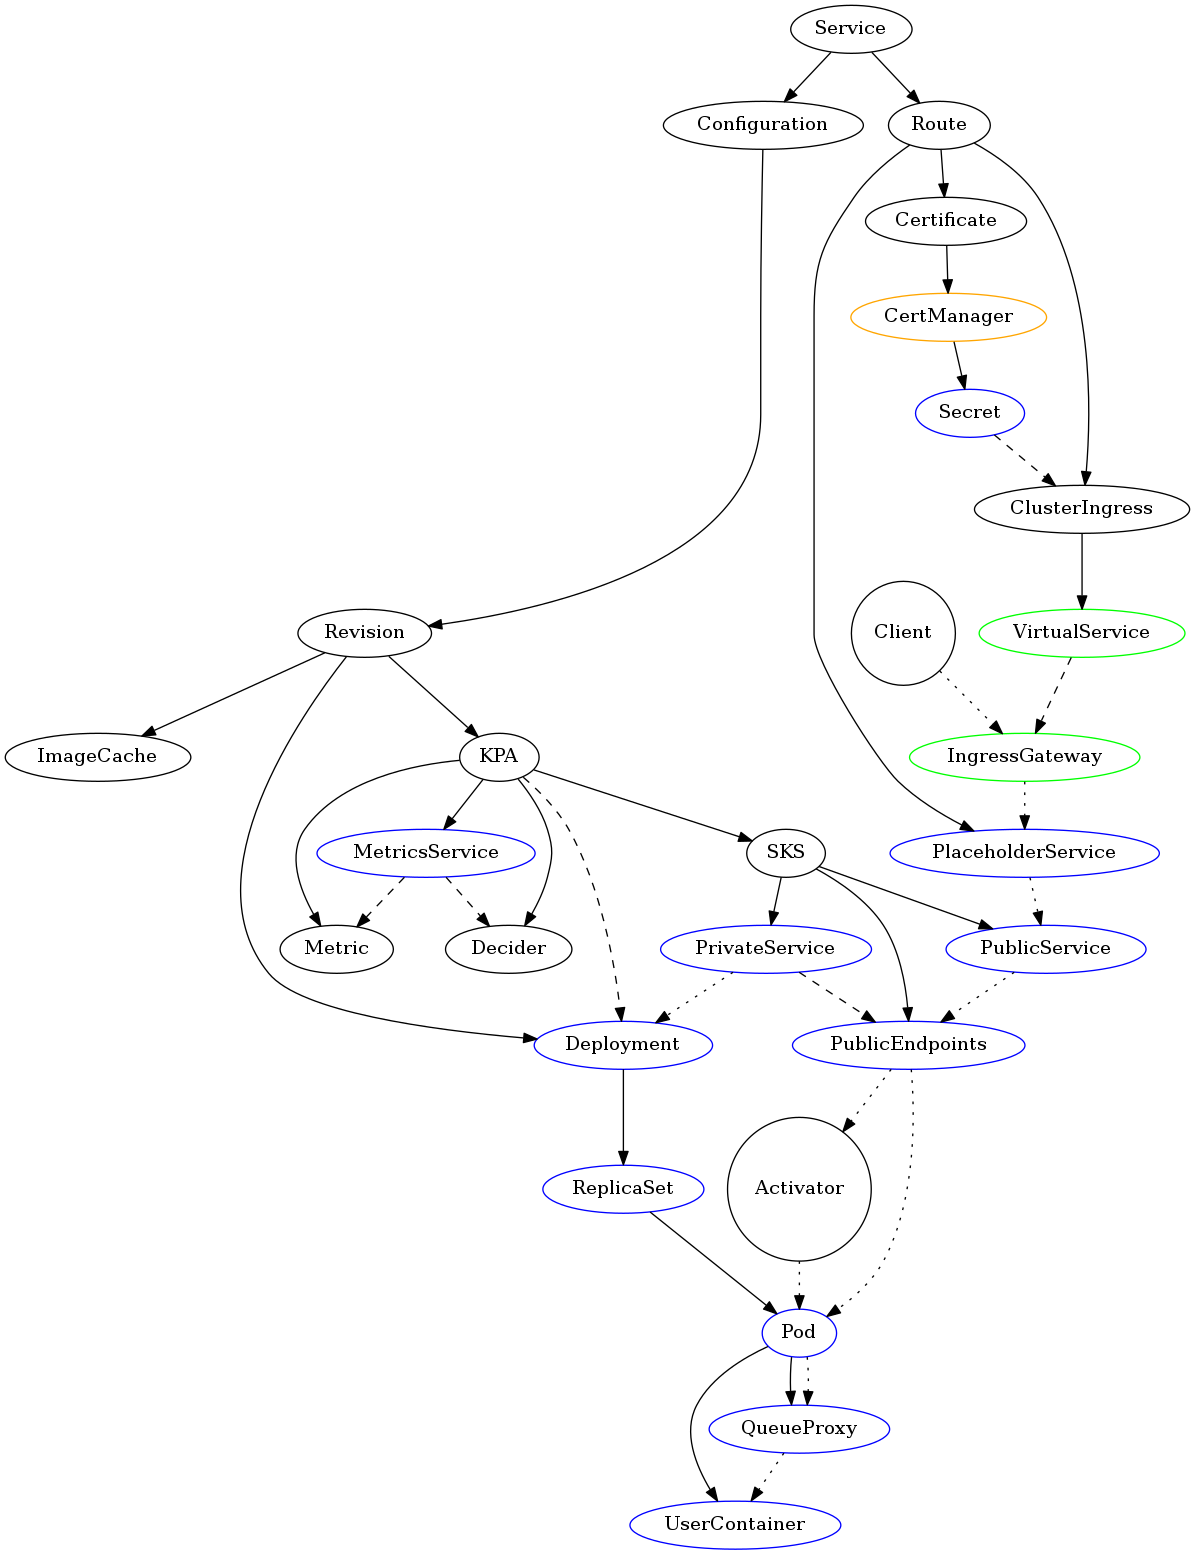 Service
Configuration
Route
Certificate
CertManager
Secret
ClusterIngress
Revision
Client
VirtualService
ImageCache
KPA
IngressGateway
MetricsService
SKS
PlaceholderService
Metric
Decider
PrivateService
PublicService
Deployment
PublicEndpoints
ReplicaSet
Activator
Pod
QueueProxy
UserContainer